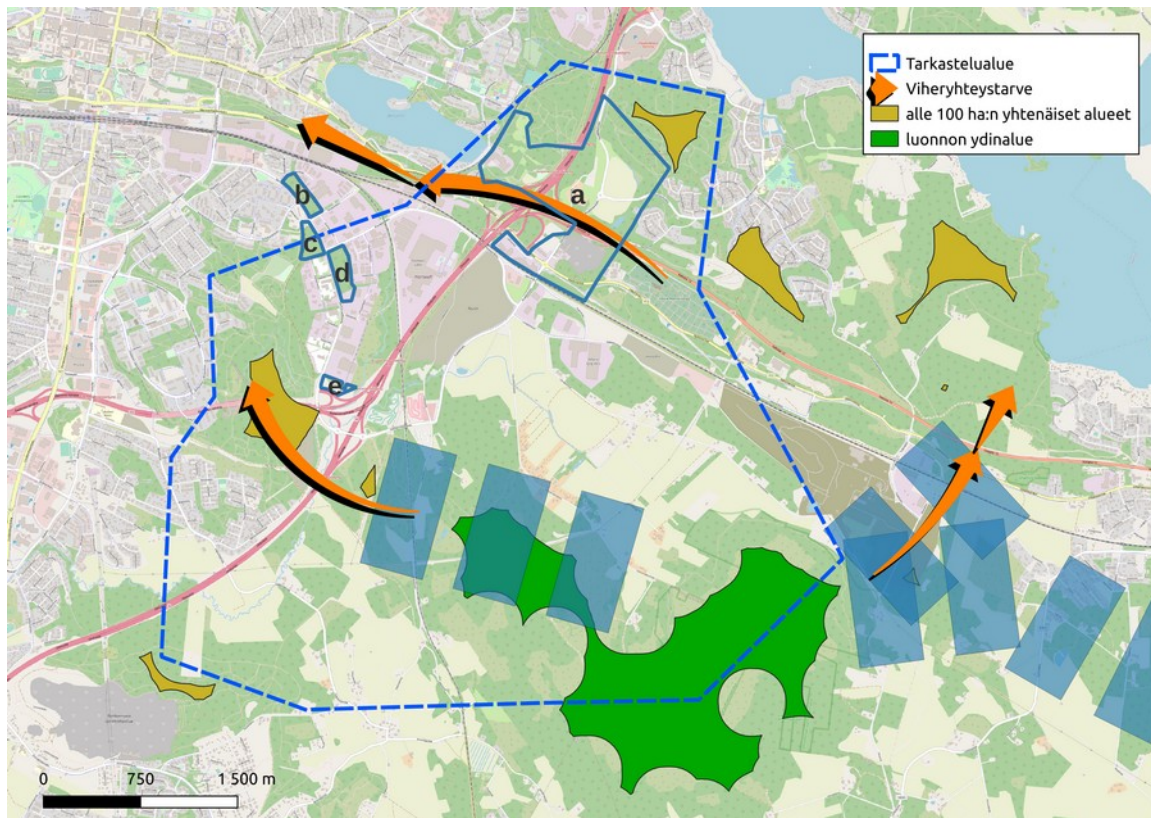 Tarkastelualue
Viheryhteystarve
alle 100 ha:n yhtenäiset alueet
luonnon ydinalue
a
b
c
d
e
0 750 1 500 m